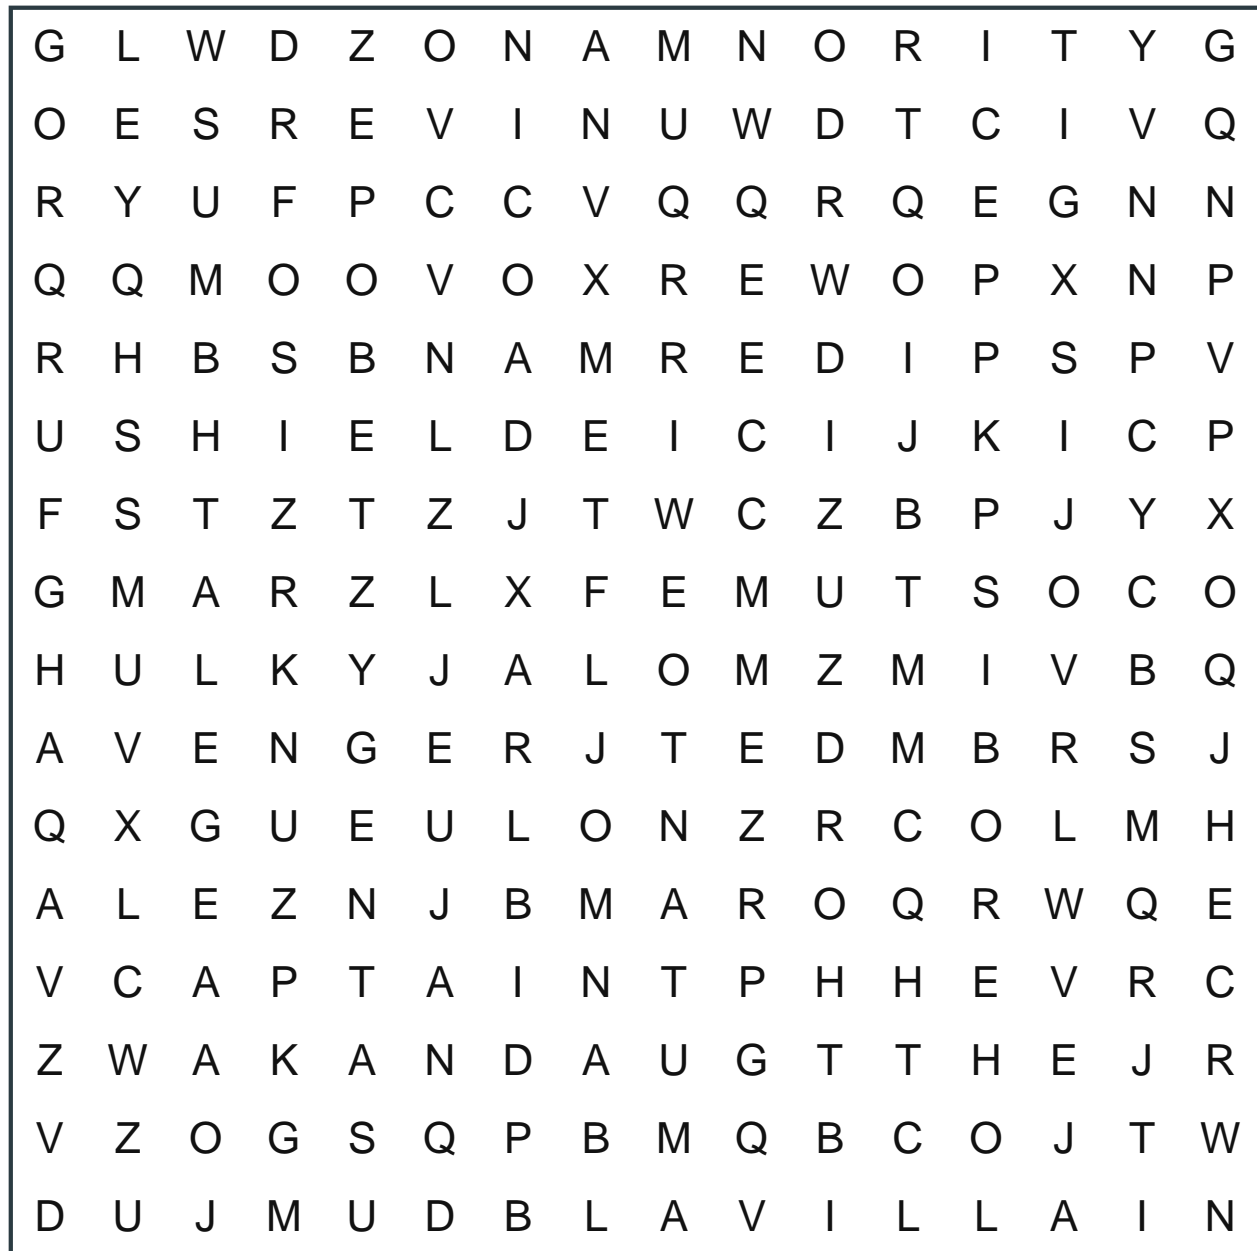 G L W D Z O N A M N O R I T Y G
O E S R E V I N U W D T C I V Q
R Y U F P C C V Q Q R Q E G N N
Q Q M O O V O X R E W O P X N P
R H B S B N A M R E D I P S P V
U S H I E L D E I C I J K I C P
F S T Z T Z J T W C Z B P J Y X
G M A R Z L X F E M U T S O C O
H U L K Y J A L O M Z M I V B Q
A V E N G E R J T E D M B R S J
Q X G U E U L O N Z R C O L M H
A L E Z N J B M A R O Q R W Q E
V C A P T A I N T P H H E V R C
Z W A K A N D A U G T T H E J R
V Z O G S Q P B M Q B C O J T W
D U J M U D B L A V I L L A I N